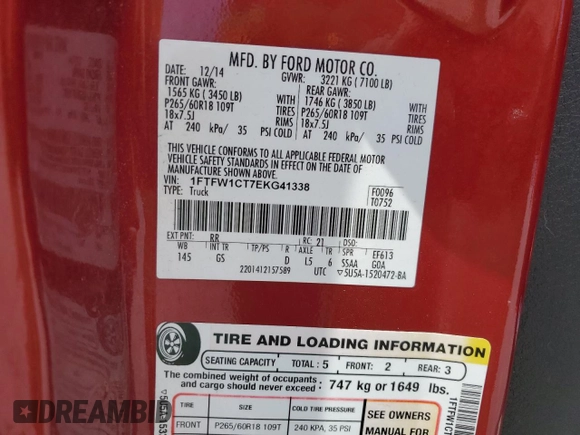 MFD. BY FORD MOTOR CO.
DATE: 12/14 GVWR: 3221 KG ( 7100 LB)
FRONT GAWR: REAR GAWR:
1565 KG ( 3450 LB) WITH 1746 KG ( 3850 LB) WITH
P265/60R18 109T TIRES P265/60R18 109T TIRES
18x7.5J RIMS 18x7.5J RIMS
AT 240 kPa/ 35 PSI COLD AT 240 kPa/ 35 PSI COLD
THIS VEHICLE CONFORMS TO ALL APPLICABLE FEDERAL MOTOR
VEHICLE SAFETY STANDARDS IN EFFECT ON THE DATE OF
MANUFACTURE SHOWN ABOVE.
VIN: 1FTFW1CT7EKG41338 F0096
TYPE: Truck T0752
EXT PNT: RR RC: 21 DSO:
WB INT TR TP/PS R AXLE TR SPR EF613
145 GS D L5 6 SSAA GOA
22014121S7589 UTC ▽5U5A-1520472-BA
TIRE AND LOADING INFORMATION
SEATING CAPACITY TOTAL : 5 FRONT: 2 REAR: 3
The combined weight of occupants
and cargo should never exceed : 747 kg or 1649 lbs.
TIRE SIZE COLD TIRE PRESSURE SEE OWNERS
FRONT P265/60R18 109T 240 KPA, 35 PSI MANUAL FOR
1FTFW1C
DREAMBID